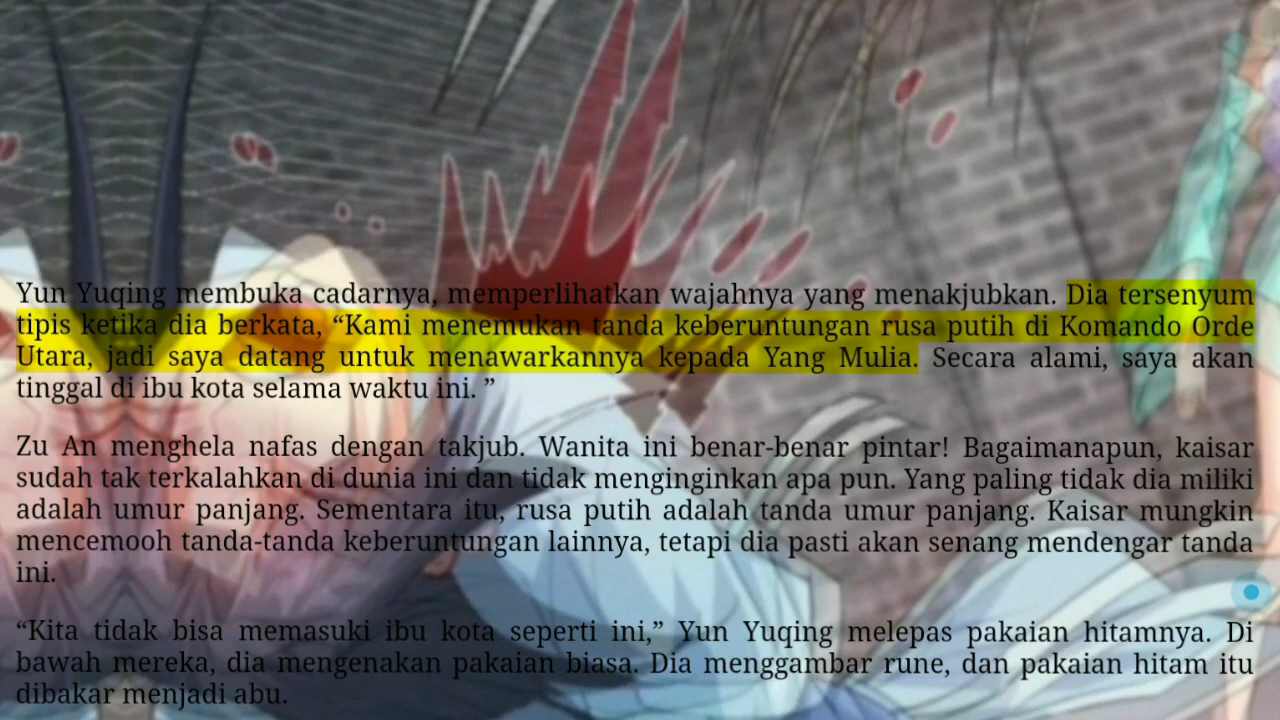 Yun Yuqing membuka cadarnya, memperlihatkan wajahnya yang menakjubkan. Dia tersenyum
tipis ketika dia berkata, “Kami menemukan tanda keberuntungan rusa putih di Komando Orde
Utara, jadi saya datang untuk menawarkannya kepada Yang Mulia. Secara alami, saya akan
tinggal di ibu kota selama waktu ini. ”
Zu An menghela nafas dengan takjub. Wanita ini benar-benar pintar! Bagaimanapun, kaisar
sudah tak terkalahkan di dunia ini dan tidak menginginkan apa pun. Yang paling tidak dia miliki
adalah umur panjang. Sementara itu, rusa putih adalah tanda umur panjang. Kaisar mungkin
mencemooh tanda-tanda keberuntungan lainnya, tetapi dia pasti akan senang mendengar tanda
ini.
“Kita tidak bisa memasuki ibu kota seperti ini,” Yun Yuqing melepas pakaian hitamnya. Di
bawah mereka, dia mengenakan pakaian biasa. Dia menggambar rune, dan pakaian hitam itu
dibakar menjadi abu.